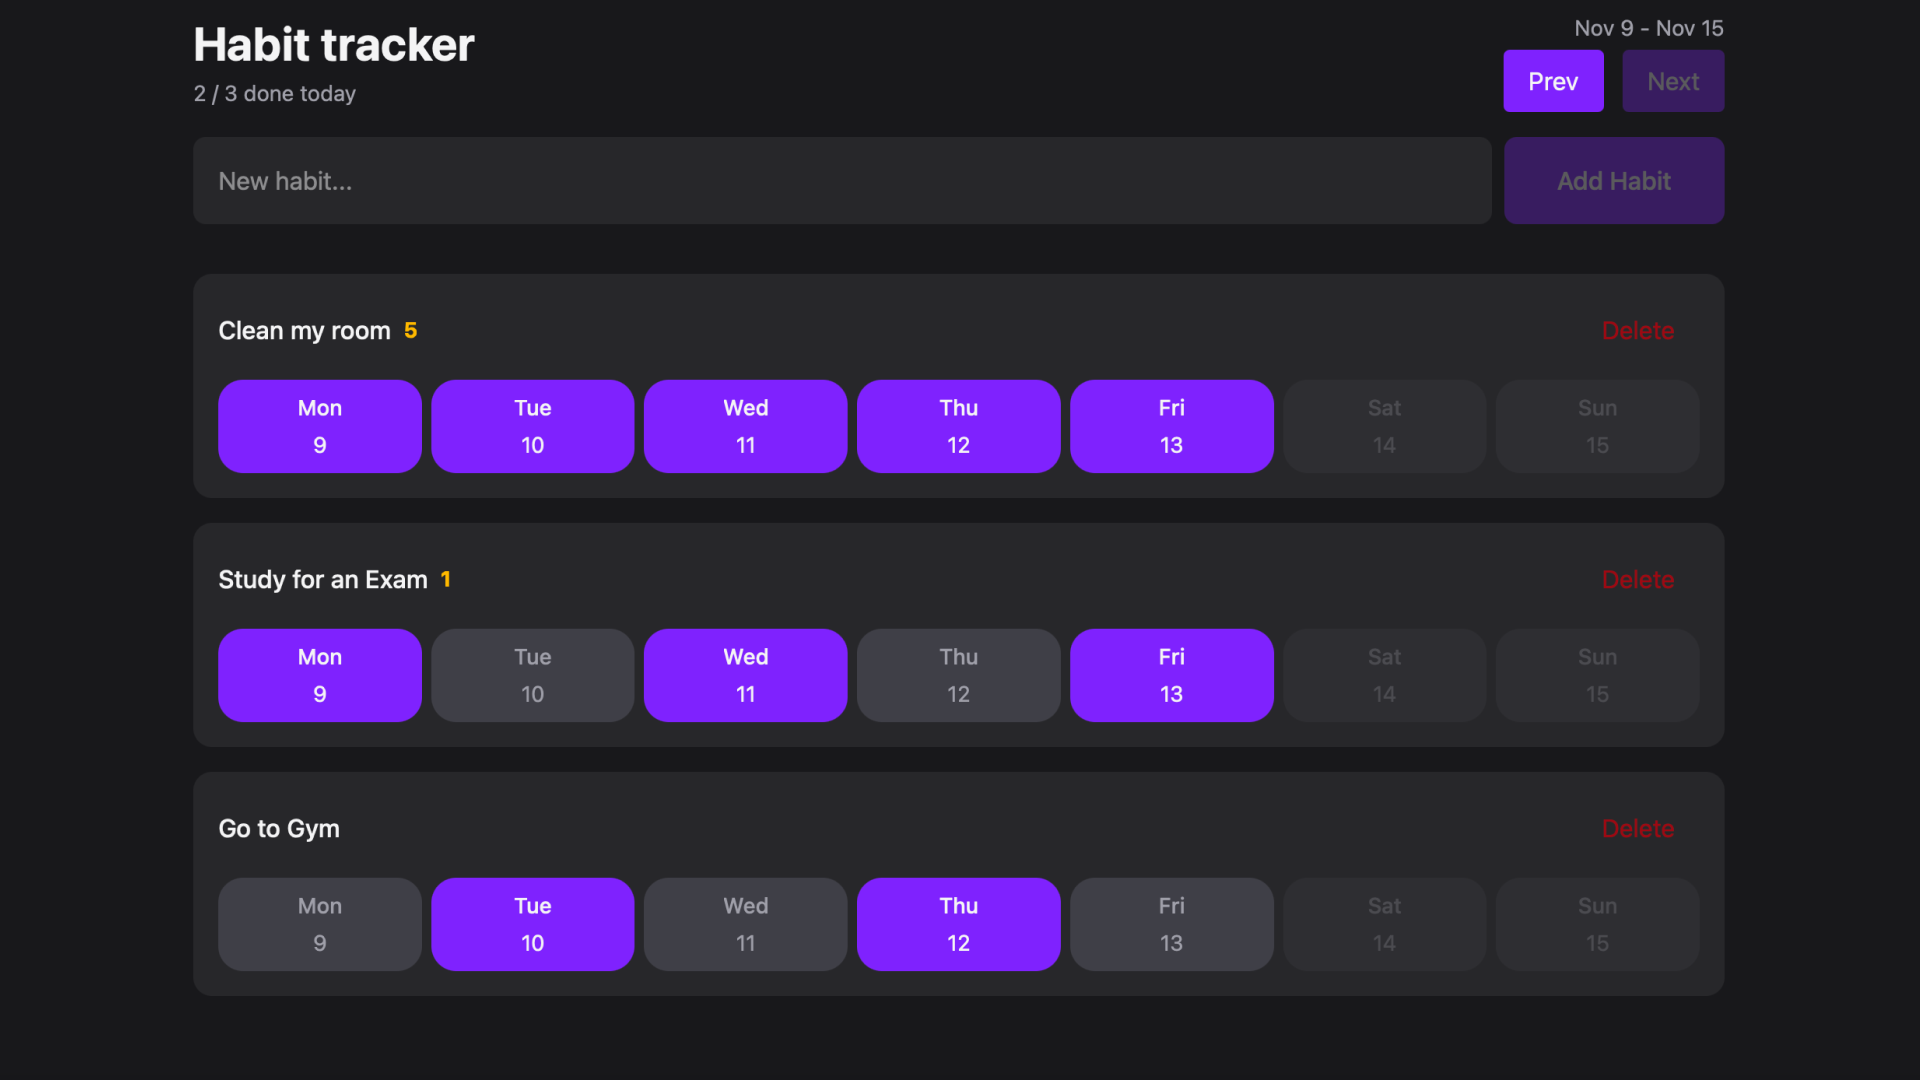 Habit tracker
2 / 3 done today
Nov 9 - Nov 15
Prev Next
New habit...
Add Habit
Clean my room 5
Delete
Mon Tue Wed Thu Fri Sat Sun
9 10 11 12 13 14 15
Study for an Exam 1
Delete
Mon Tue Wed Thu Fri Sat Sun
9 10 11 12 13 14 15
Go to Gym
Delete
Mon Tue Wed Thu Fri Sat Sun
9 10 11 12 13 14 15